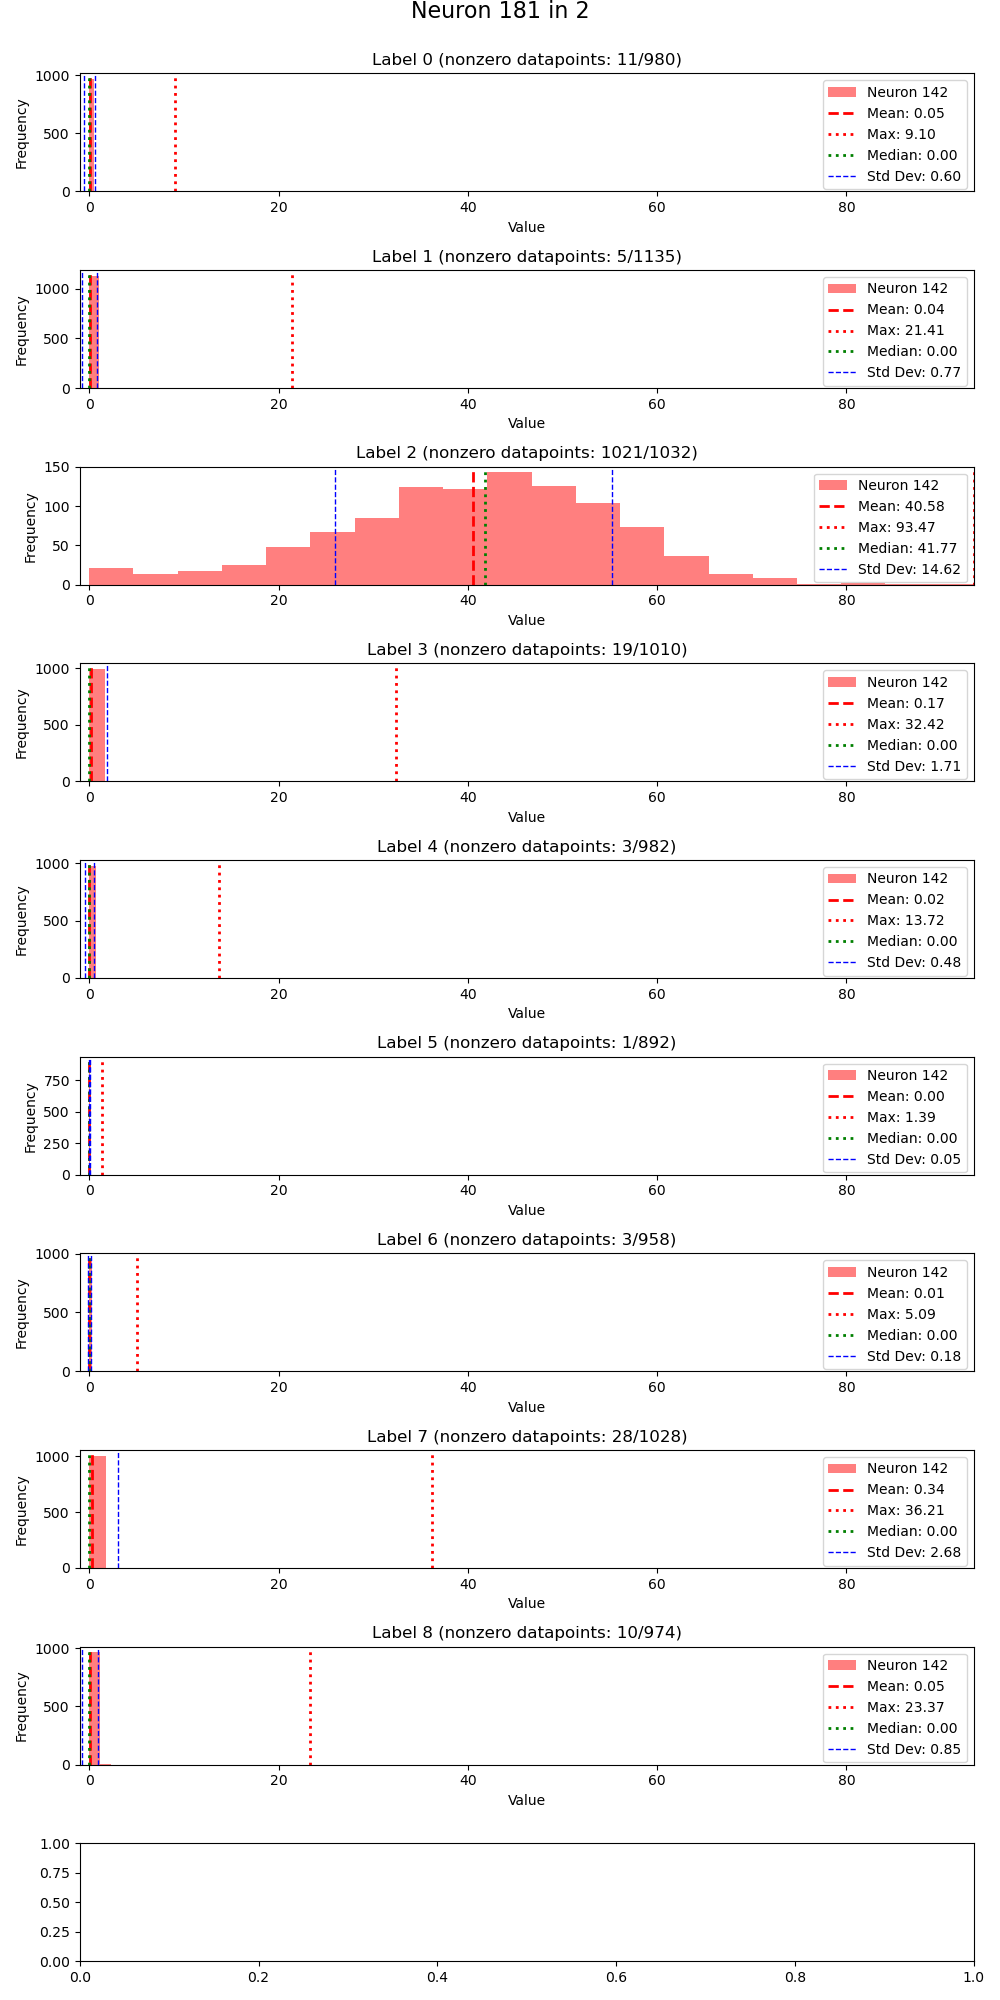 Neuron 181 in 2
Label 0 (nonzero datapoints: 11/980)
Frequency
1000
500
0
Neuron 142
Mean: 0.05
Max: 9.10
Median: 0.00
Std Dev: 0.60
0 20 40 60 80
Value
Label 1 (nonzero datapoints: 5/1135)
Frequency
1000
500
0
Neuron 142
Mean: 0.04
Max: 21.41
Median: 0.00
Std Dev: 0.77
0 20 40 60 80
Value
Label 2 (nonzero datapoints: 1021/1032)
Frequency
150
100
50
0
Neuron 142
Mean: 40.58
Max: 93.47
Median: 41.77
Std Dev: 14.62
0 20 40 60 80
Value
Label 3 (nonzero datapoints: 19/1010)
Frequency
1000
500
0
Neuron 142
Mean: 0.17
Max: 32.42
Median: 0.00
Std Dev: 1.71
0 20 40 60 80
Value
Label 4 (nonzero datapoints: 3/982)
Frequency
1000
500
0
Neuron 142
Mean: 0.02
Max: 13.72
Median: 0.00
Std Dev: 0.48
0 20 40 60 80
Value
Label 5 (nonzero datapoints: 1/892)
Frequency
750
500
250
0
Neuron 142
Mean: 0.00
Max: 1.39
Median: 0.00
Std Dev: 0.05
0 20 40 60 80
Value
Label 6 (nonzero datapoints: 3/958)
Frequency
1000
500
0
Neuron 142
Mean: 0.01
Max: 5.09
Median: 0.00
Std Dev: 0.18
0 20 40 60 80
Value
Label 7 (nonzero datapoints: 28/1028)
Frequency
1000
500
0
Neuron 142
Mean: 0.34
Max: 36.21
Median: 0.00
Std Dev: 2.68
0 20 40 60 80
Value
Label 8 (nonzero datapoints: 10/974)
Frequency
1000
500
0
Neuron 142
Mean: 0.05
Max: 23.37
Median: 0.00
Std Dev: 0.85
0 20 40 60 80
Value
1.00
0.75
0.50
0.25
0.00
0.0 0.2 0.4 0.6 0.8 1.0